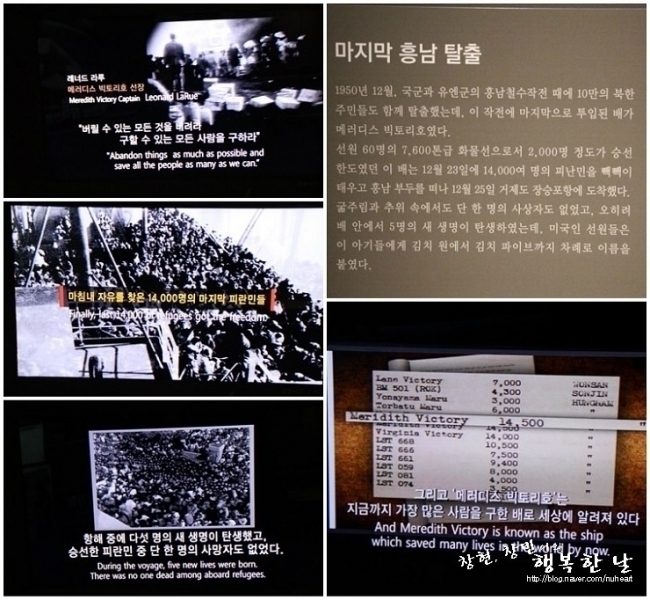 레너드 라루
메러디스 빅토리호 선장
Meredith Victory Captain Leonard LaRue
"버릴 수 있는 모든 것을 버려라
구할 수 있는 모든 사람을 구하라"
"Abandon things as much as possible and
save all the people as many as we can."
마침내 자유를 찾은 14,000명의 마지막 피란민들
Finally, last 14,000 of refugees got the freedom.
항해 중에 다섯 명의 새 생명이 탄생했고,
승선한 피란민 중 단 한 명의 사망자도 없었다.
During the voyage, five new lives were born.
There was no one dead among aboard refugees.
마지막 흥남 탈출
1950년 12월, 국군과 유엔군의 흥남철수작전 때에 10만의 북한
주민들도 함께 탈출했는데, 이 작전에 마지막으로 투입된 배가
메러디스 빅토리호였다.
선원 60명의 7,600톤급 화물선으로서 2,000명 정도가 승선
한도였던 이 배는 12월 23일에 14,000여 명의 피난민을 빽빽이
태우고 흥남 부두를 떠나 12월 25일 거제도 장승포항에 도착했다.
굶주림과 추위 속에서도 단 한 명의 사상자도 없었고, 오히려
배 안에서 5명의 새 생명이 탄생하였는데, 미국인 선원들은
이 아기들에게 김치 원에서 김치 파이브까지 차례로 이름을
붙였다.
Lane Victory 7,000 WONSAN
BM 501 (ROK) 4,300 SONJIN
Yonayama Maru 3,000 HUNGNAM
Torbatu Maru 6,000 "
Meridith Victory 14,500 "
Virginia Victory 14,000 "
LST 668 10,500 "
LST 666 7,500 "
LST 661 9,400 "
LST 059 8,000
LST 081 4,000
LST 074 3,500
그리고 '메러디스 빅토리호'는
지금까지 가장 많은 사람을 구한 배로 세상에 알려져 있다
And Meredith Victory is known as the ship
which saved many lives in the world by now.
행복한 날
http://blog.naver.com/nuheart